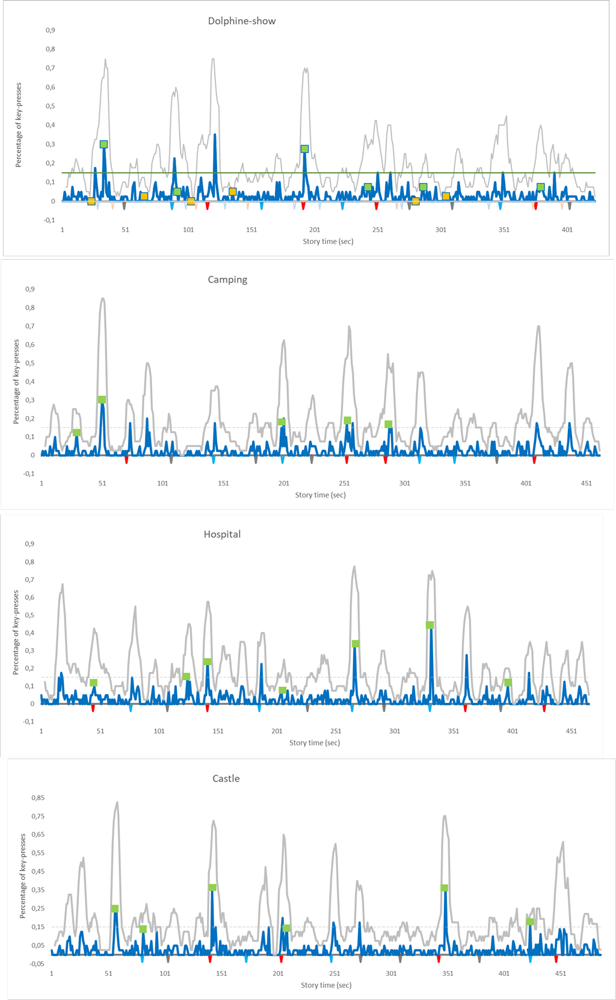 Dolphine-show
0,9
0,8
0,7
0,6
0,5
0,4
0,3
0,2
0,1
0
-0,1
Percentage of key-presses
1 51 101 151 201 251 301 351 401
Story time (sec)
Camping
0,9
0,8
0,7
0,6
0,5
0,4
0,3
0,2
0,1
0
-0,1
Percentage of key-presses
1 51 101 151 201 251 301 351 401 451
Story time (sec)
Hospital
0,9
0,8
0,7
0,6
0,5
0,4
0,3
0,2
0,1
0
-0,1
Percentage of key-presses
1 51 101 151 201 251 301 351 401 451
Story time (sec)
Castle
0,85
0,75
0,65
0,55
0,45
0,35
0,25
0,15
0,05
-0,05
Percentage of key-presses
1 51 101 151 201 251 301 351 401 451
Story time (sec)